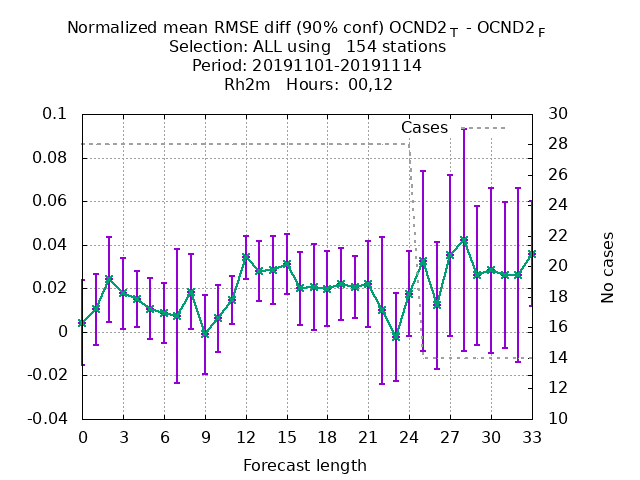 Normalized mean RMSE diff (90% conf) OCND2 T - OCND2 F
Selection: ALL using   154 stations
Period: 20191101-20191114
Rh2m   Hours:  00,12
Cases
0.1
0.08
0.06
0.04
0.02
0
-0.02
-0.04
30
28
26
24
22
20
18
16
14
12
10
No cases
0 3 6 9 12 15 18 21 24 27 30 33
Forecast length